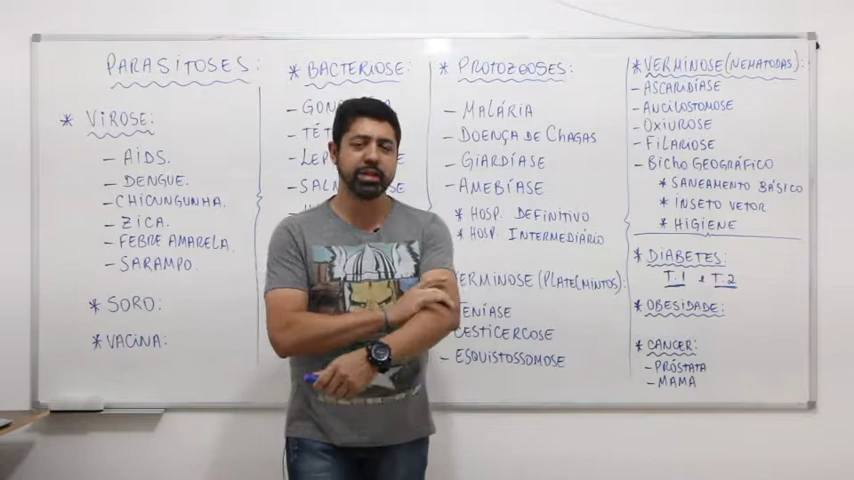 PARASITOSES:
* VIROSE:
- AIDS.
- DENGUE.
- CHICUNGUNHA.
- ZICA.
- FEBRE AMARELA.
- SARAMPO.
* SORO:
* VACINA:
* BACTERIOSE:
* PROTOZOOSES:
- MALÁRIA
- DOENÇA DE CHAGAS
- GIARDÍASE
- AMEBÍASE
* HOSP. DEFINITIVO
* HOSP. INTERMEDIÁRIO
VERMINOSE (PLATELMINTOS):
TENÍASE
CESTICERCOSE
- ESQUISTOSSOMOSE
* VERMINOSE (NEMATODAS):
- ASCARIDÍASE
- ANCILOSTOMOSE
- OXIUROSE
- FILARIOSE
- BICHO GEOGRÁFICO
* SANEAMENTO BÁSICO
* INSETO VETOR
* HIGIENE
* DIABETES:
T.1 e T.2
* OBESIDADE:
* CANCER:
- PRÓSTATA
- MAMA